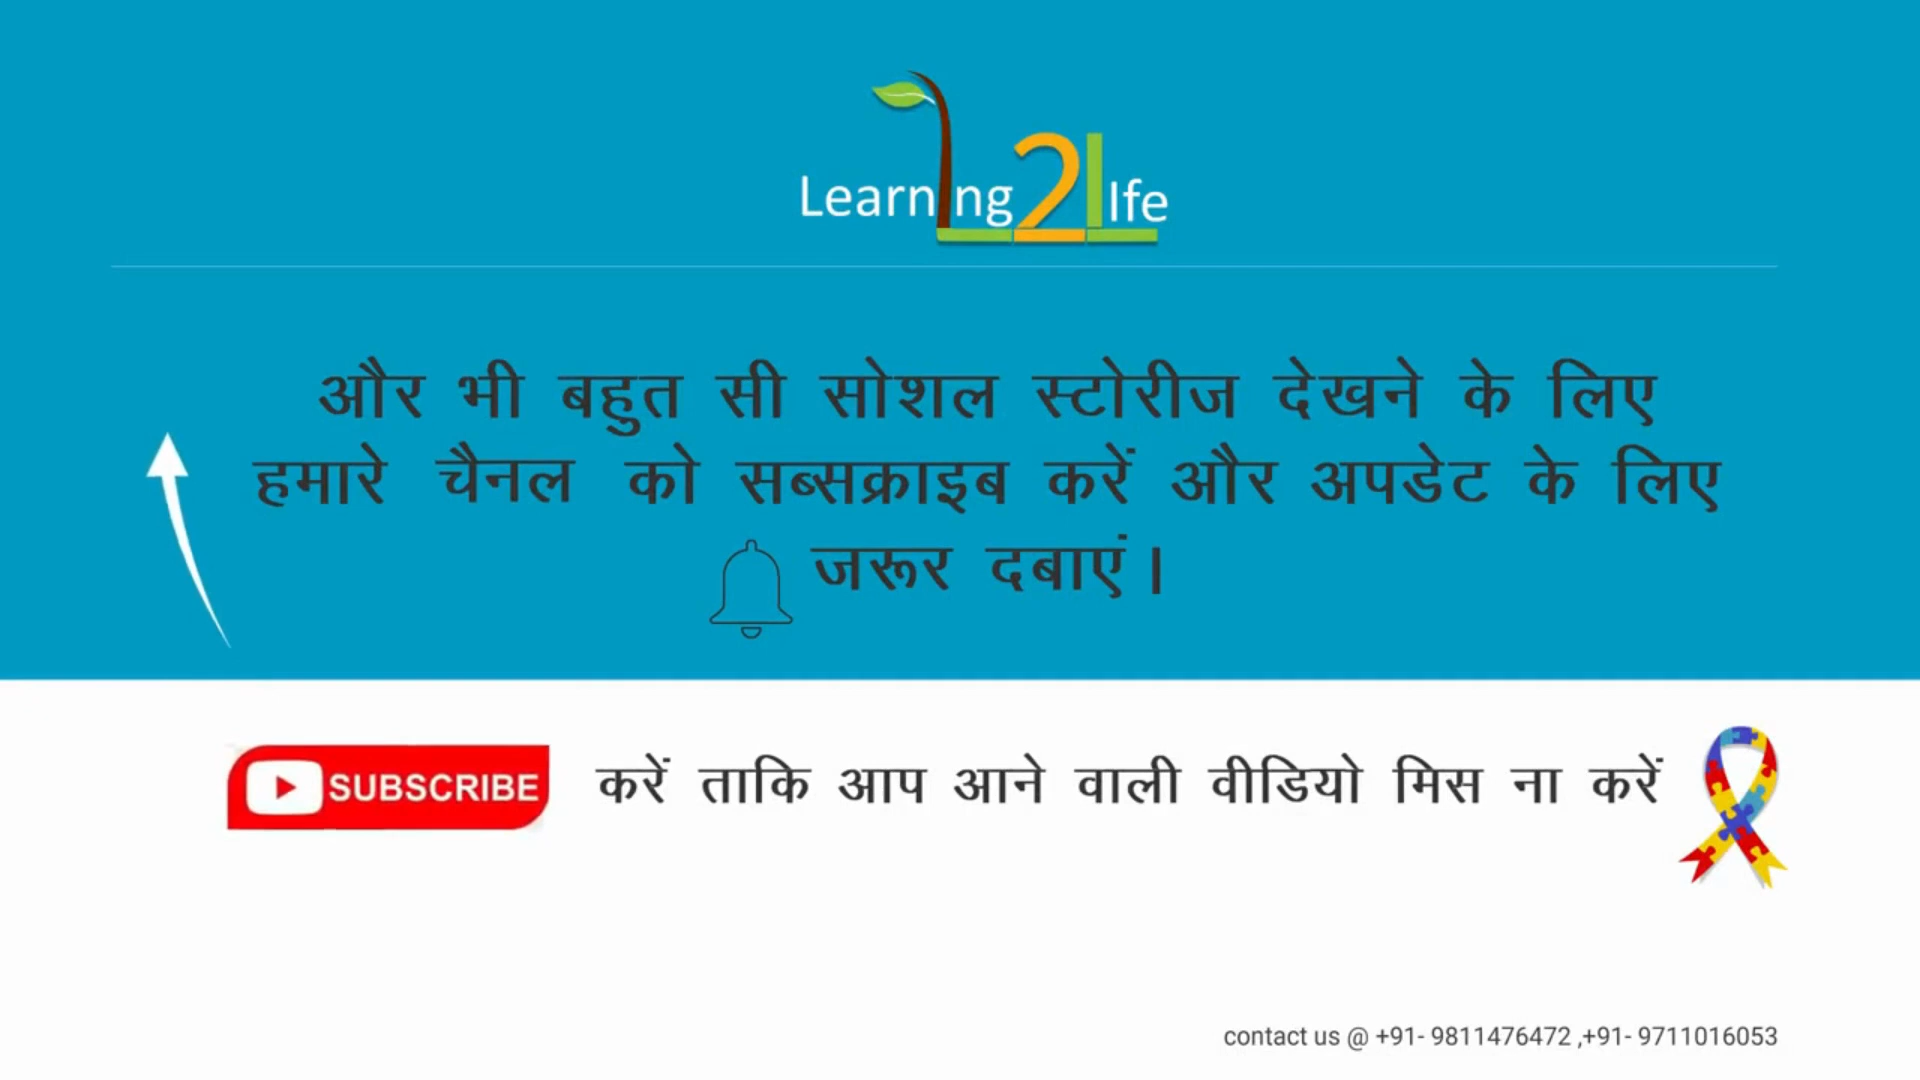 Learning2life
और भी बहुत सी सोशल स्टोरीज देखने के लिए
हमारे चैनल को सब्सक्राइब करें और अपडेट के लिए
जरूर दबाएं।
SUBSCRIBE करें ताकि आप आने वाली वीडियो मिस ना करें
contact us @ +91- 9811476472 ,+91- 9711016053